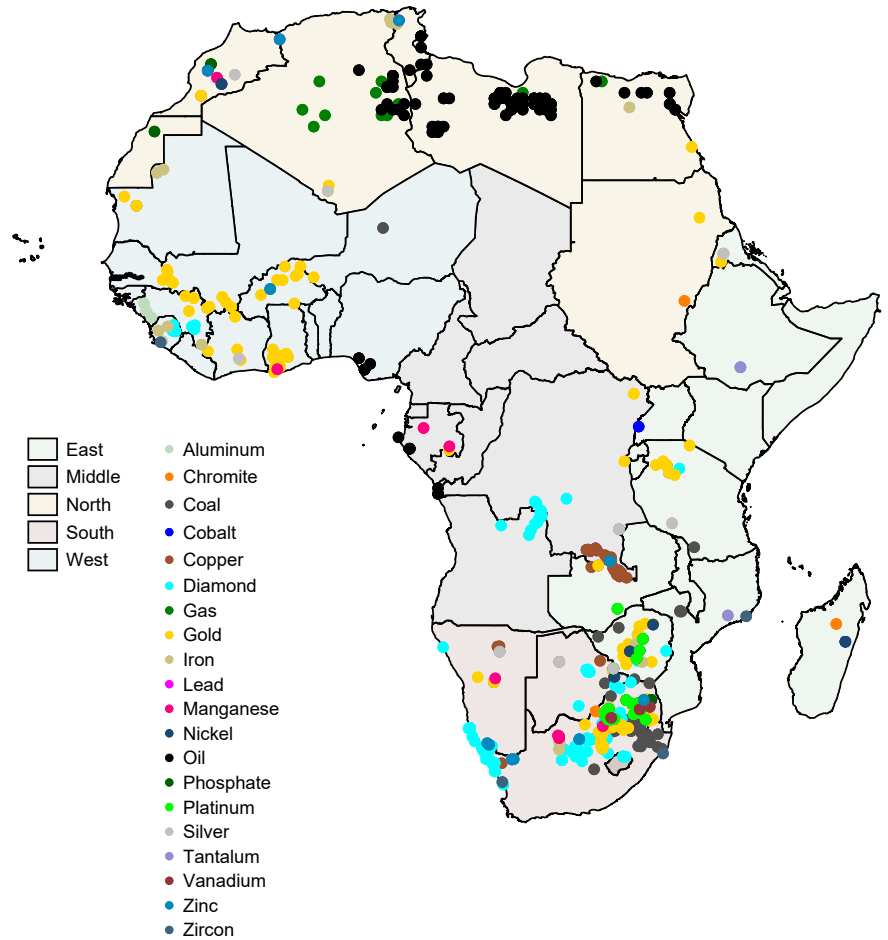 East
Middle
North
South
West
Aluminum
Chromite
Coal
Cobalt
Copper
Diamond
Gas
Gold
Iron
Lead
Manganese
Nickel
Oil
Phosphate
Platinum
Silver
Tantalum
Vanadium
Zinc
Zircon